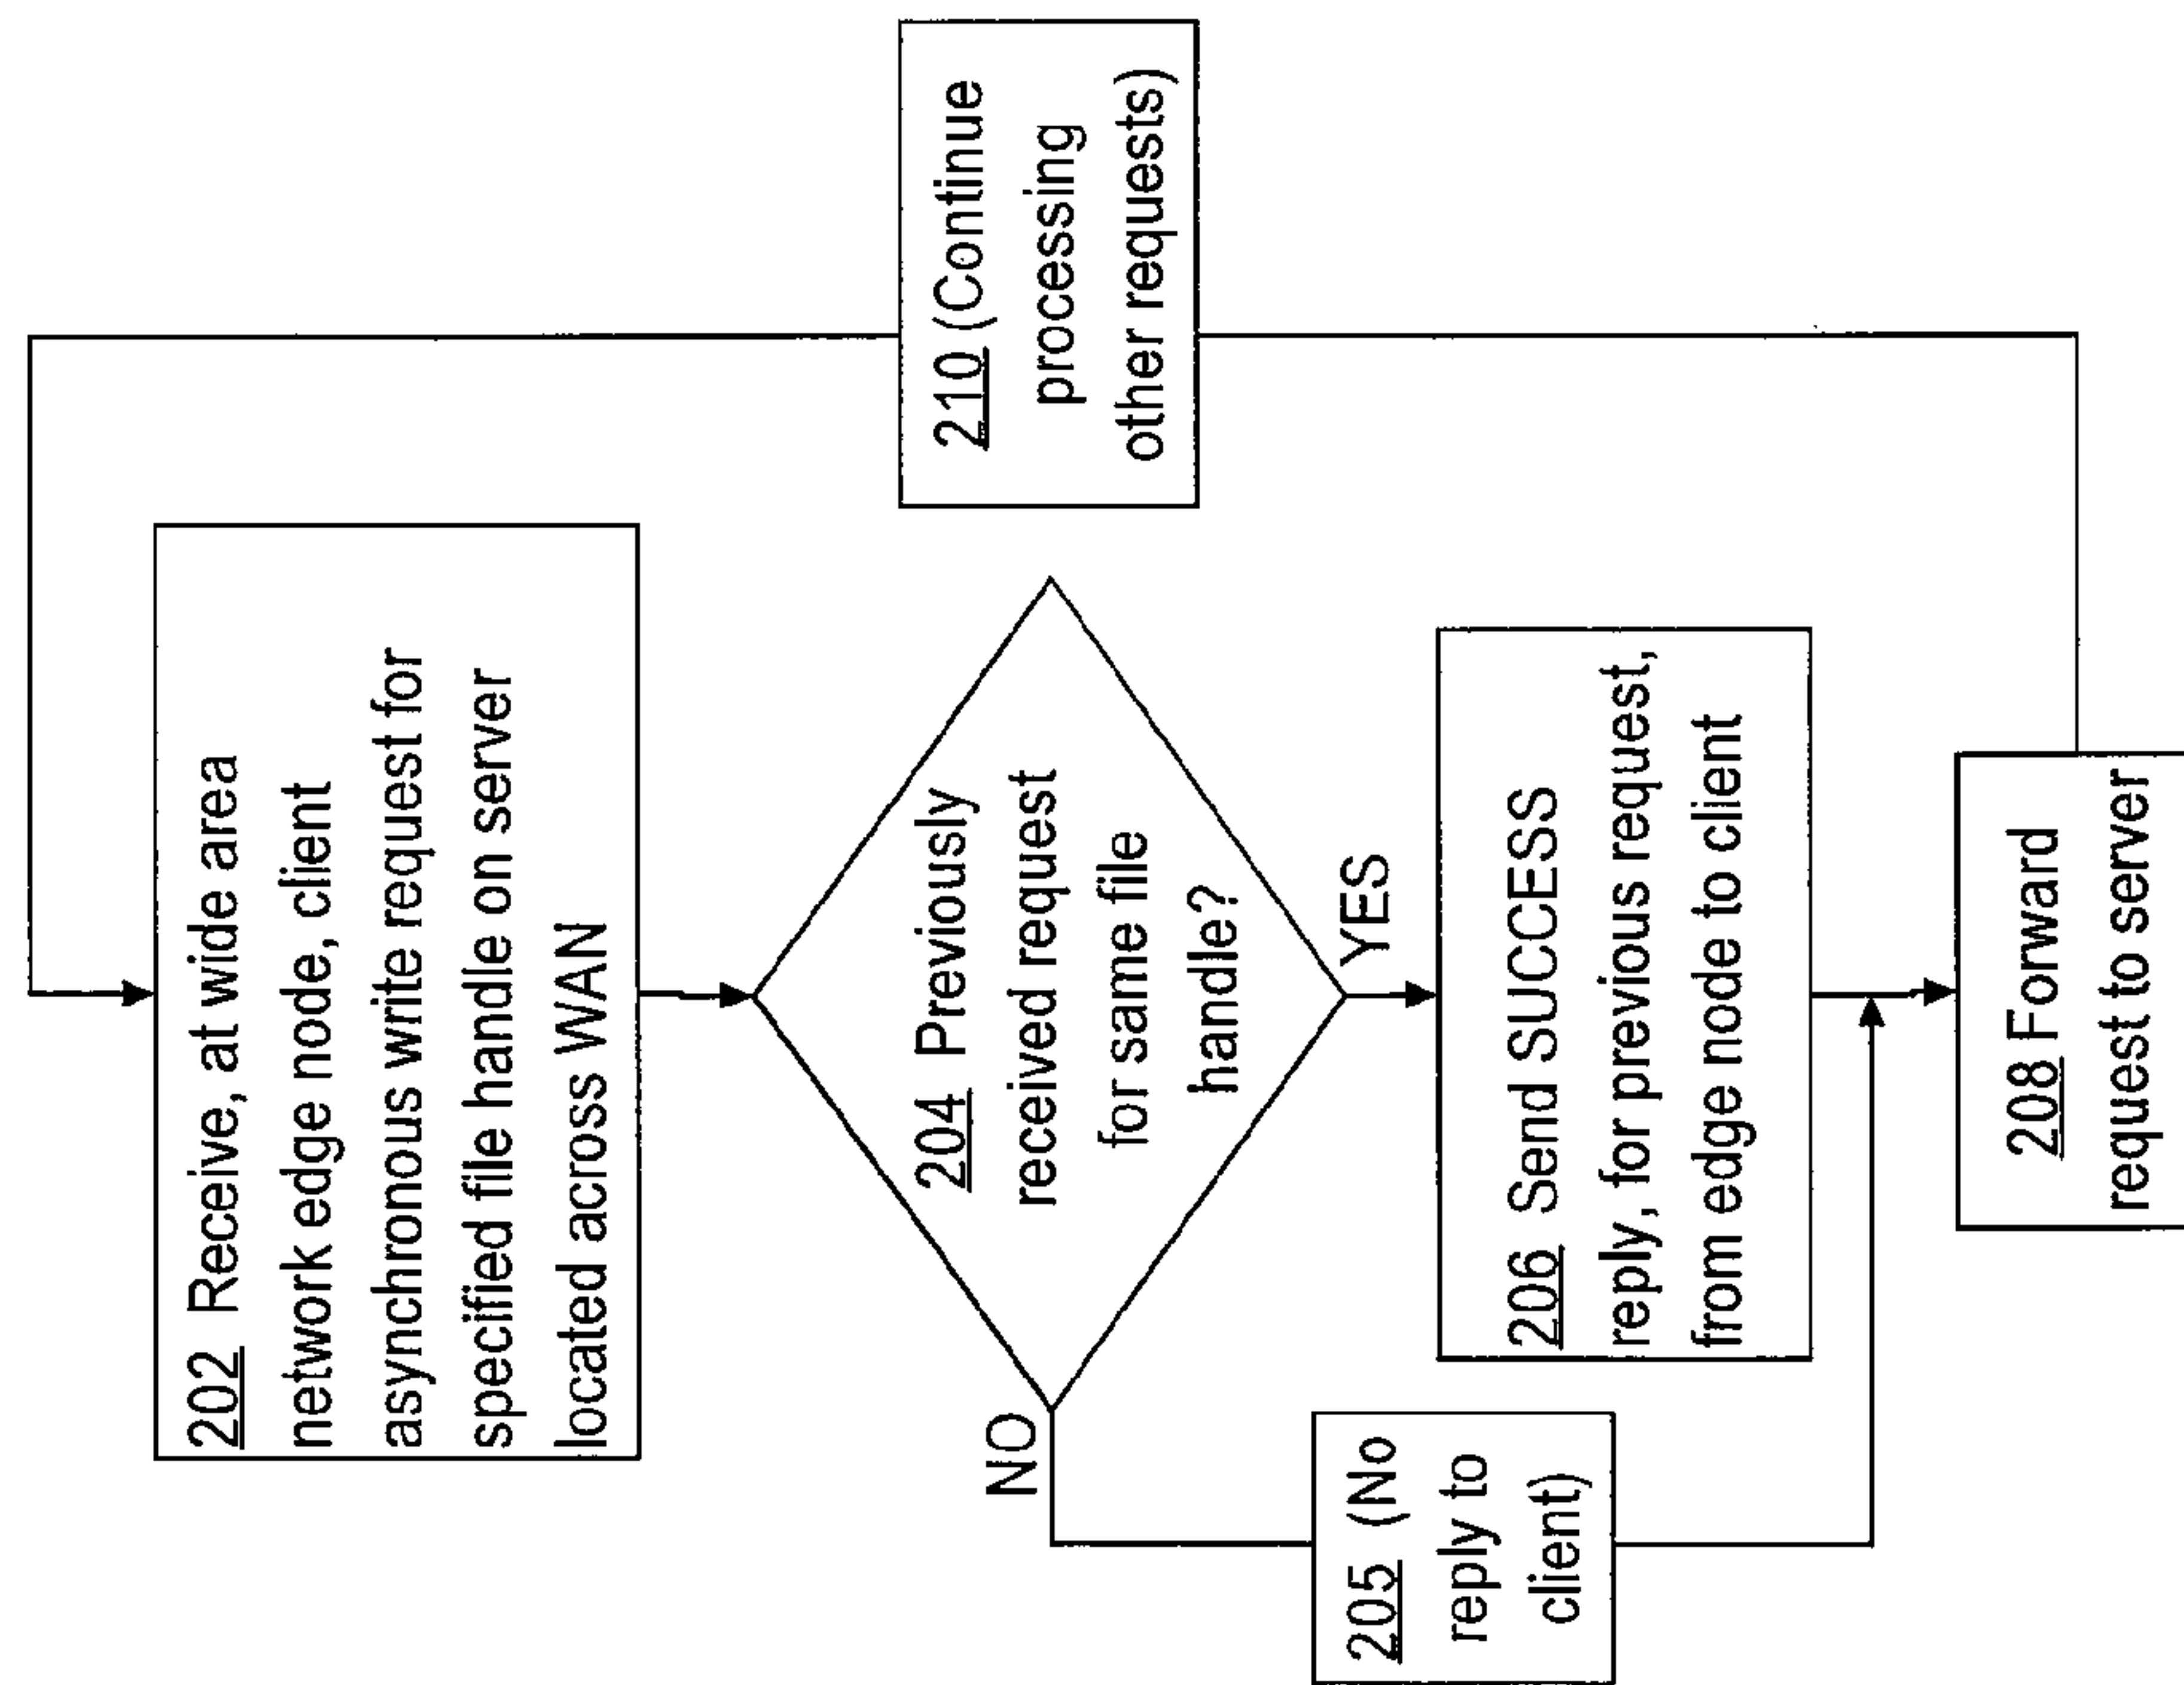 202 Receive, at wide area
network edge node, client
asynchronous write request for
specified file handle on server
located across WAN
204 Previously
received request
for same file
handle?
NO
YES
205 (No
reply to
client)
206 Send SUCCESS
reply, for previous request,
from edge node to client
208 Forward
request to server
210 (Continue
processing
other requests)